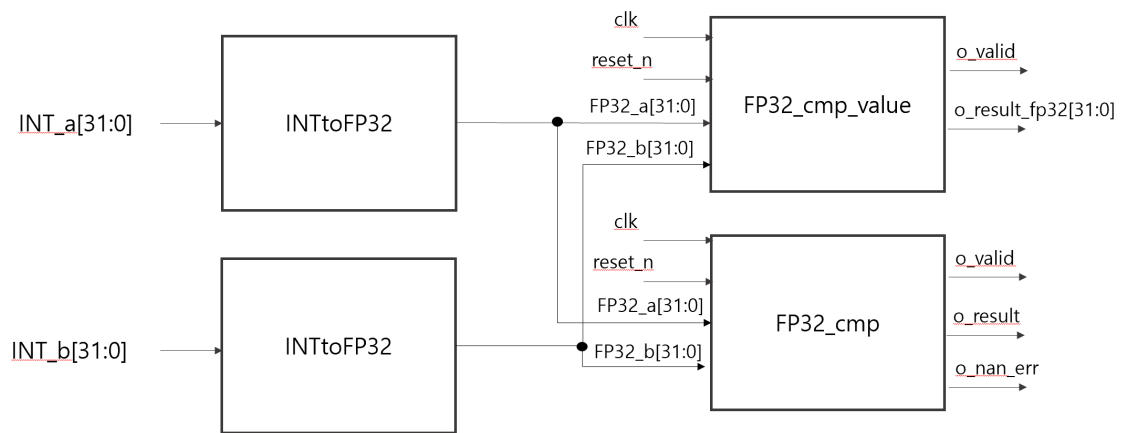 clk
reset_n
FP32_a[31:0]
FP32_b[31:0]
INT_a[31:0]
INTtoFP32
FP32_cmp_value
o_valid
o_result_fp32[31:0]
clk
reset_n
FP32_a[31:0]
FP32_b[31:0]
INT_b[31:0]
INTtoFP32
FP32_cmp
o_valid
o_result
o_nan_err